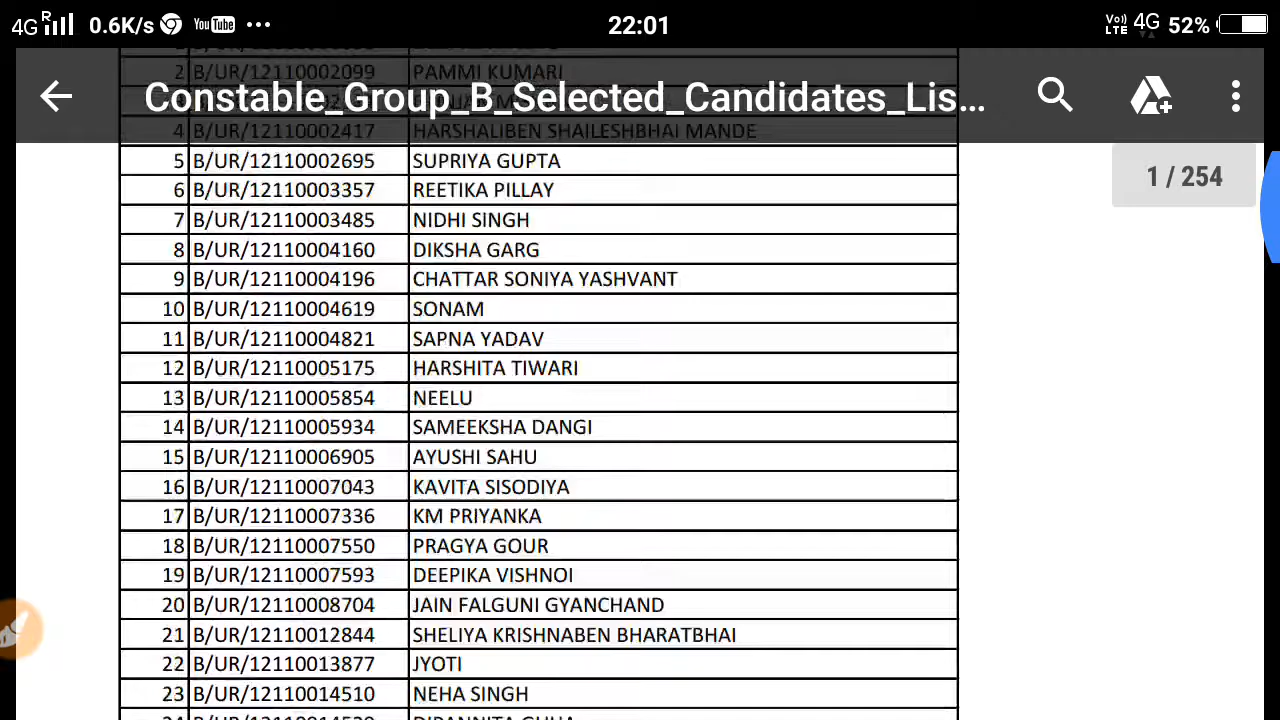 4G R 0.6K/s YouTube 22:01 Vo)) LTE 4G 52%
Constable_Group_B_Selected_Candidates_Lis...
1 / 254
2 B/UR/12110002099 PAMMI KUMARI
4 B/UR/12110002417 HARSHALIBEN SHAILESHBHAI MANDE
5 B/UR/12110002695 SUPRIYA GUPTA
6 B/UR/12110003357 REETIKA PILLAY
7 B/UR/12110003485 NIDHI SINGH
8 B/UR/12110004160 DIKSHA GARG
9 B/UR/12110004196 CHATTAR SONIYA YASHVANT
10 B/UR/12110004619 SONAM
11 B/UR/12110004821 SAPNA YADAV
12 B/UR/12110005175 HARSHITA TIWARI
13 B/UR/12110005854 NEELU
14 B/UR/12110005934 SAMEEKSHA DANGI
15 B/UR/12110006905 AYUSHI SAHU
16 B/UR/12110007043 KAVITA SISODIYA
17 B/UR/12110007336 KM PRIYANKA
18 B/UR/12110007550 PRAGYA GOUR
19 B/UR/12110007593 DEEPIKA VISHNOI
20 B/UR/12110008704 JAIN FALGUNI GYANCHAND
21 B/UR/12110012844 SHELIYA KRISHNABEN BHARATBHAI
22 B/UR/12110013877 JYOTI
23 B/UR/12110014510 NEHA SINGH